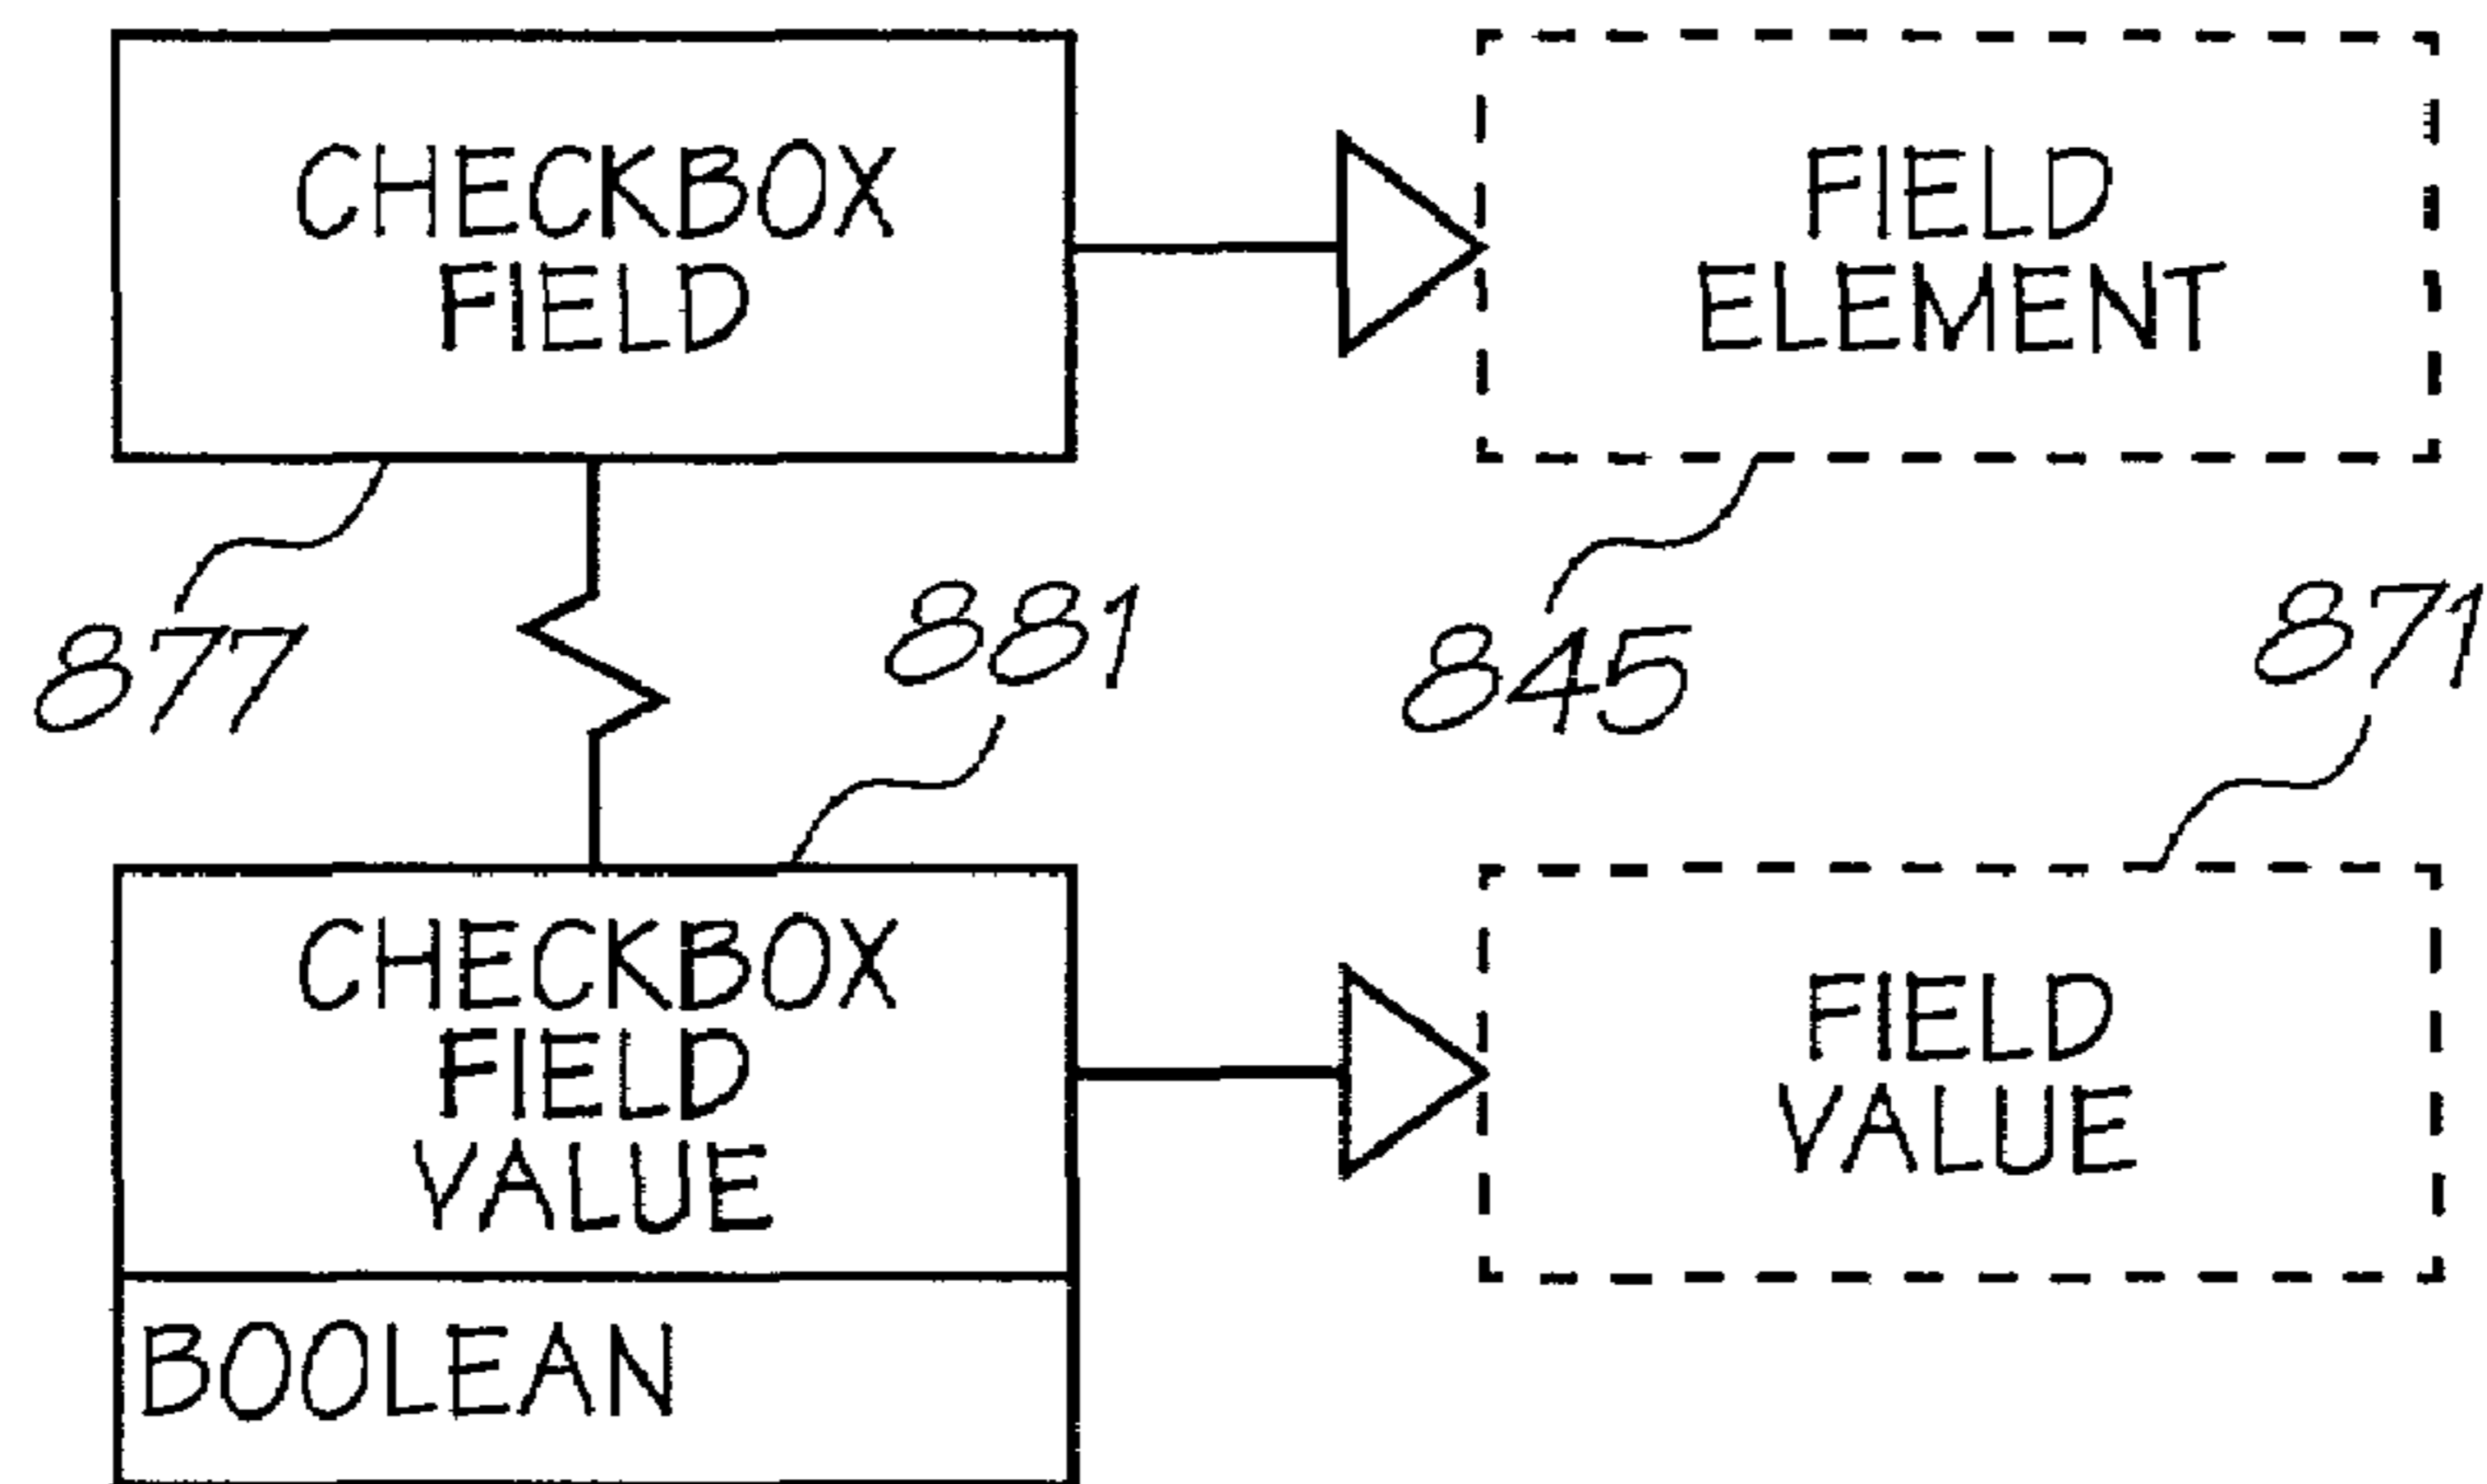 CHECKBOX
FIELD
FIELD
ELEMENT
877
881
845
871
CHECKBOX
FIELD
VALUE
FIELD
VALUE
BOOLEAN